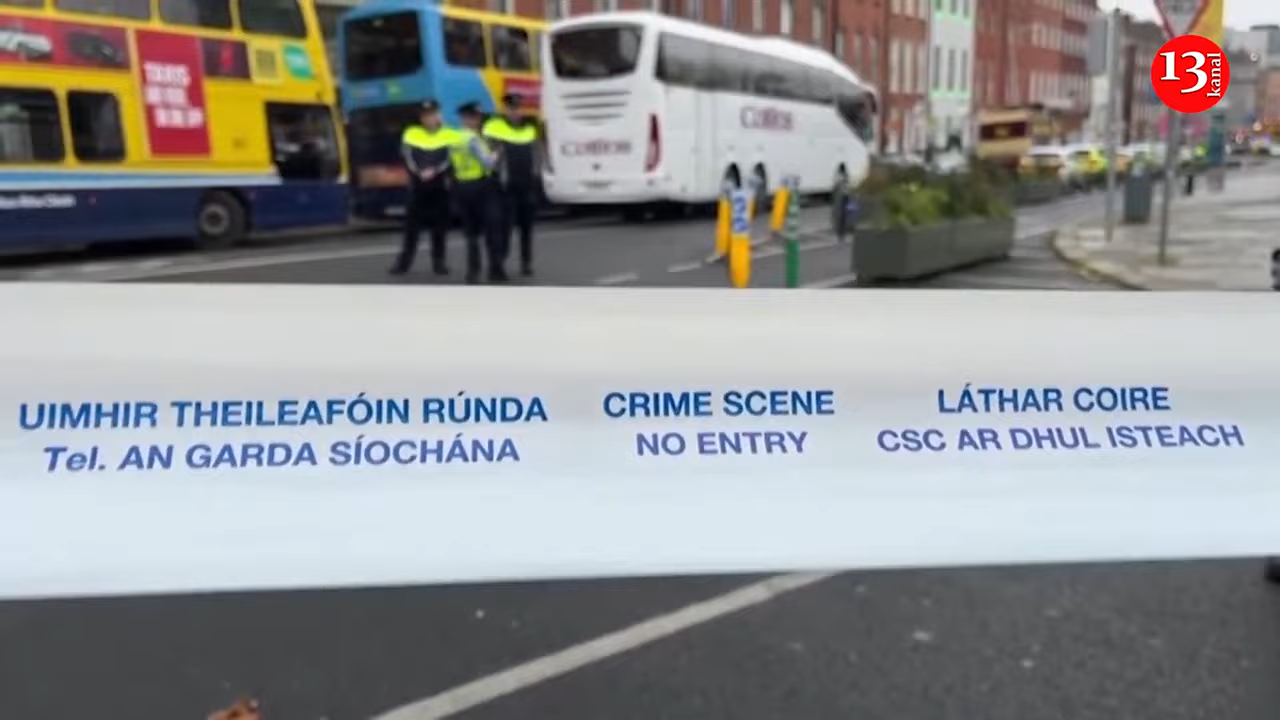 13
kanal
UIMHIR THEILEAFÓIN RÚNDA
Tel. AN GARDA SÍOCHÁNA
CRIME SCENE
NO ENTRY
LÁTHAR COIRE
CSC AR DHUL ISTEACH